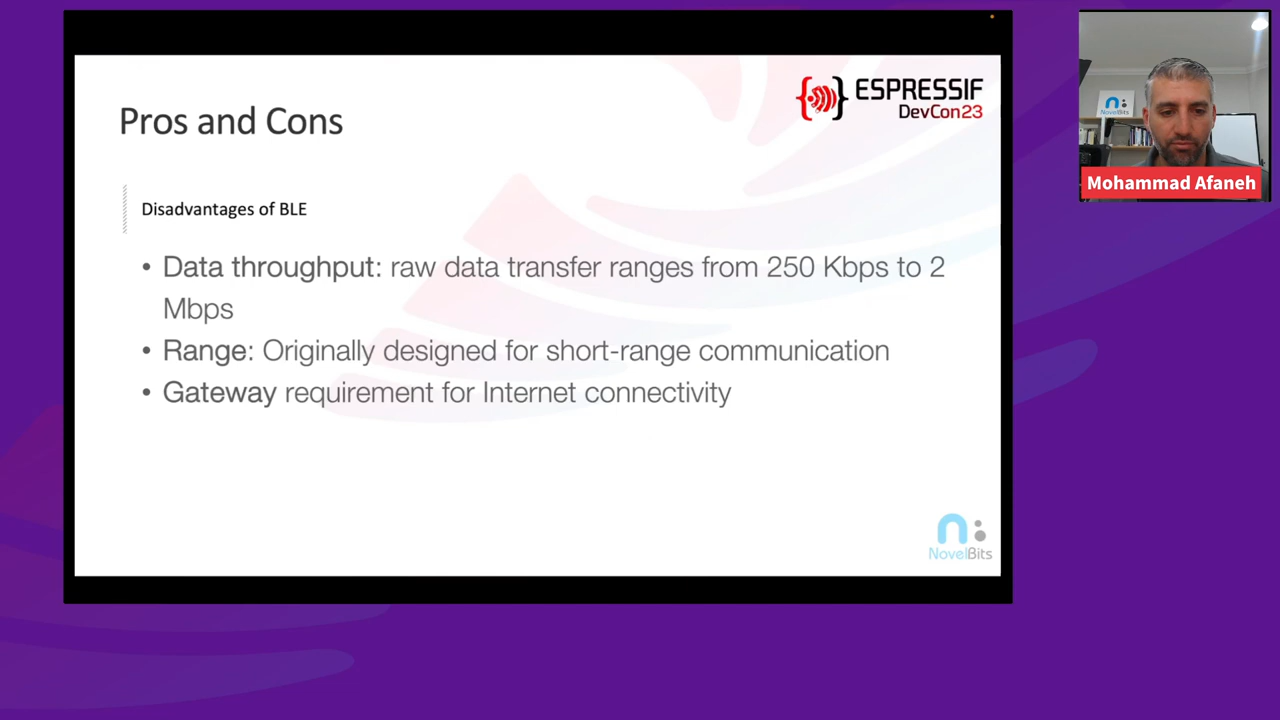 ESPRESSIF
DevCon23
Pros and Cons
Disadvantages of BLE
• Data throughput: raw data transfer ranges from 250 Kbps to 2
Mbps
• Range: Originally designed for short-range communication
• Gateway requirement for Internet connectivity
NovelBits
NovelBits
Mohammad Afaneh